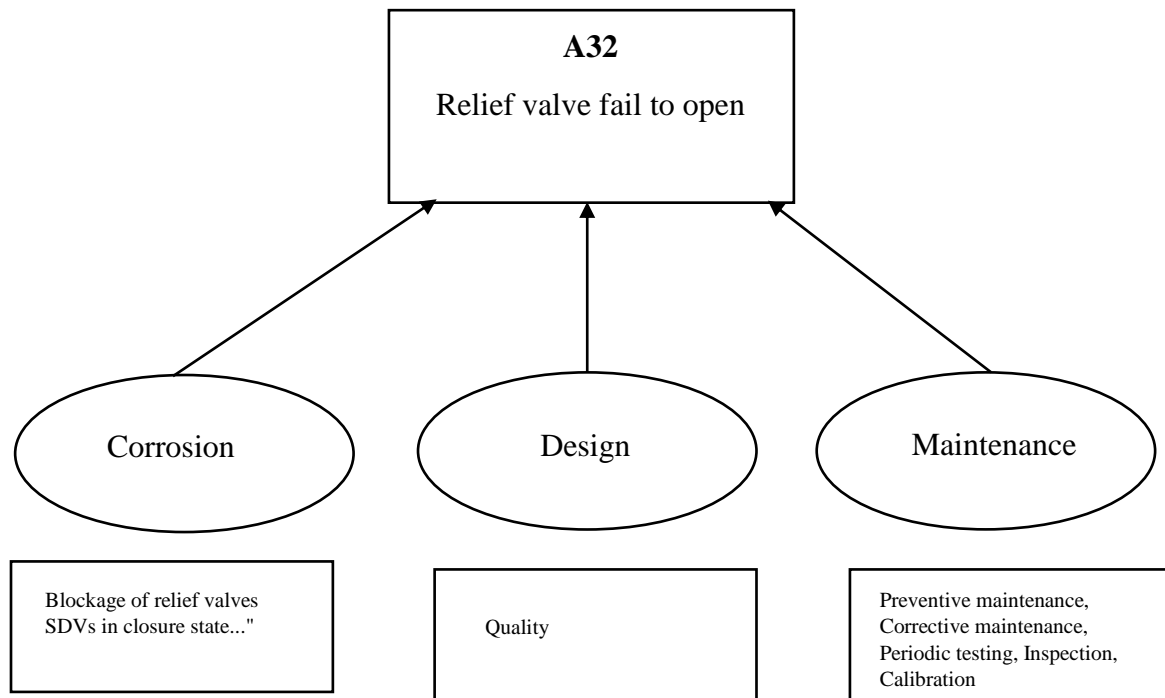 A32
Relief valve fail to open
Corrosion
Design
Maintenance
Blockage of relief valves
SDVs in closure state..."
Quality
Preventive maintenance,
Corrective maintenance,
Periodic testing, Inspection,
Calibration